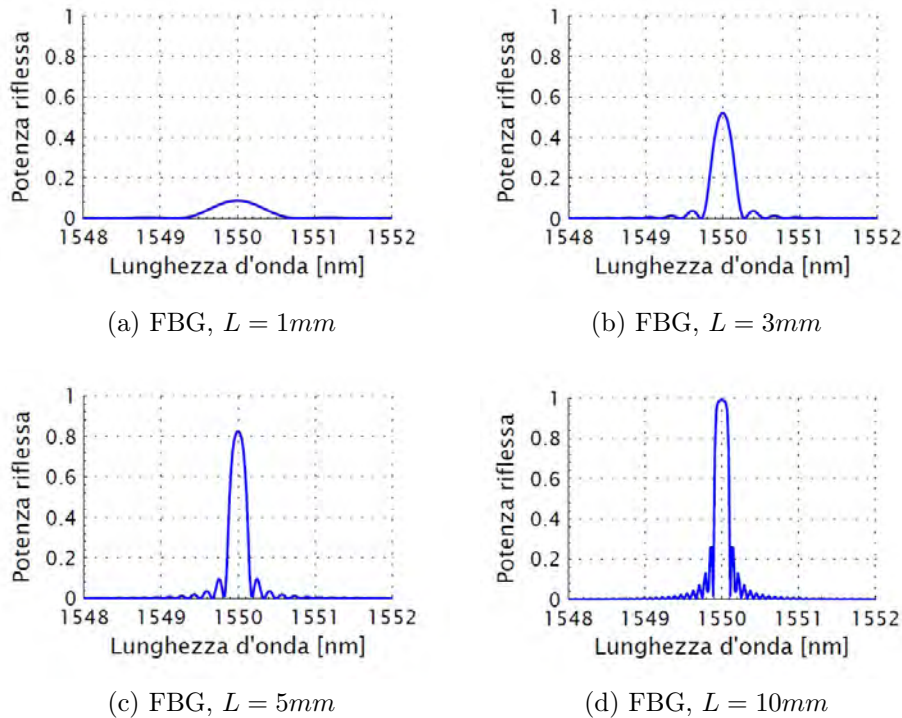 1
0.8
0.6
0.4
0.2
0
Potenza riflessa
1548 1549 1550 1551 1552
Lunghezza d'onda [nm]
(a) FBG, L = 1mm
1
0.8
0.6
0.4
0.2
0
Potenza riflessa
1548 1549 1550 1551 1552
Lunghezza d'onda [nm]
(b) FBG, L = 3mm
1
0.8
0.6
0.4
0.2
0
Potenza riflessa
1548 1549 1550 1551 1552
Lunghezza d'onda [nm]
(c) FBG, L = 5mm
1
0.8
0.6
0.4
0.2
0
Potenza riflessa
1548 1549 1550 1551 1552
Lunghezza d'onda [nm]
(d) FBG, L = 10mm